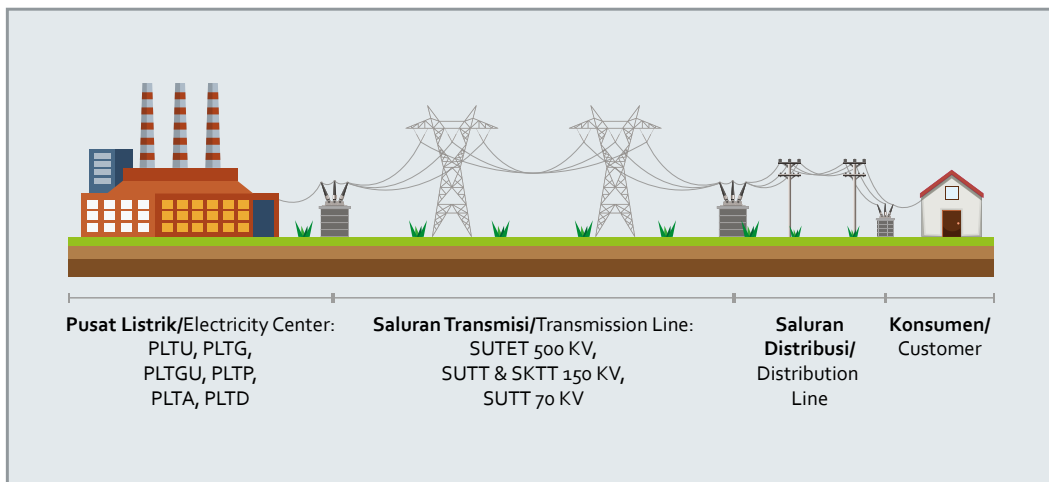 Pusat Listrik/Electricity Center:
PLTU, PLTG,
PLTGU, PLTP,
PLTA, PLTD
Saluran Transmisi/Transmission Line:
SUTET 500 KV,
SUTT & SKTT 150 KV,
SUTT 70 KV
Saluran
Distribusi/
Distribution
Line
Konsumen/
Customer